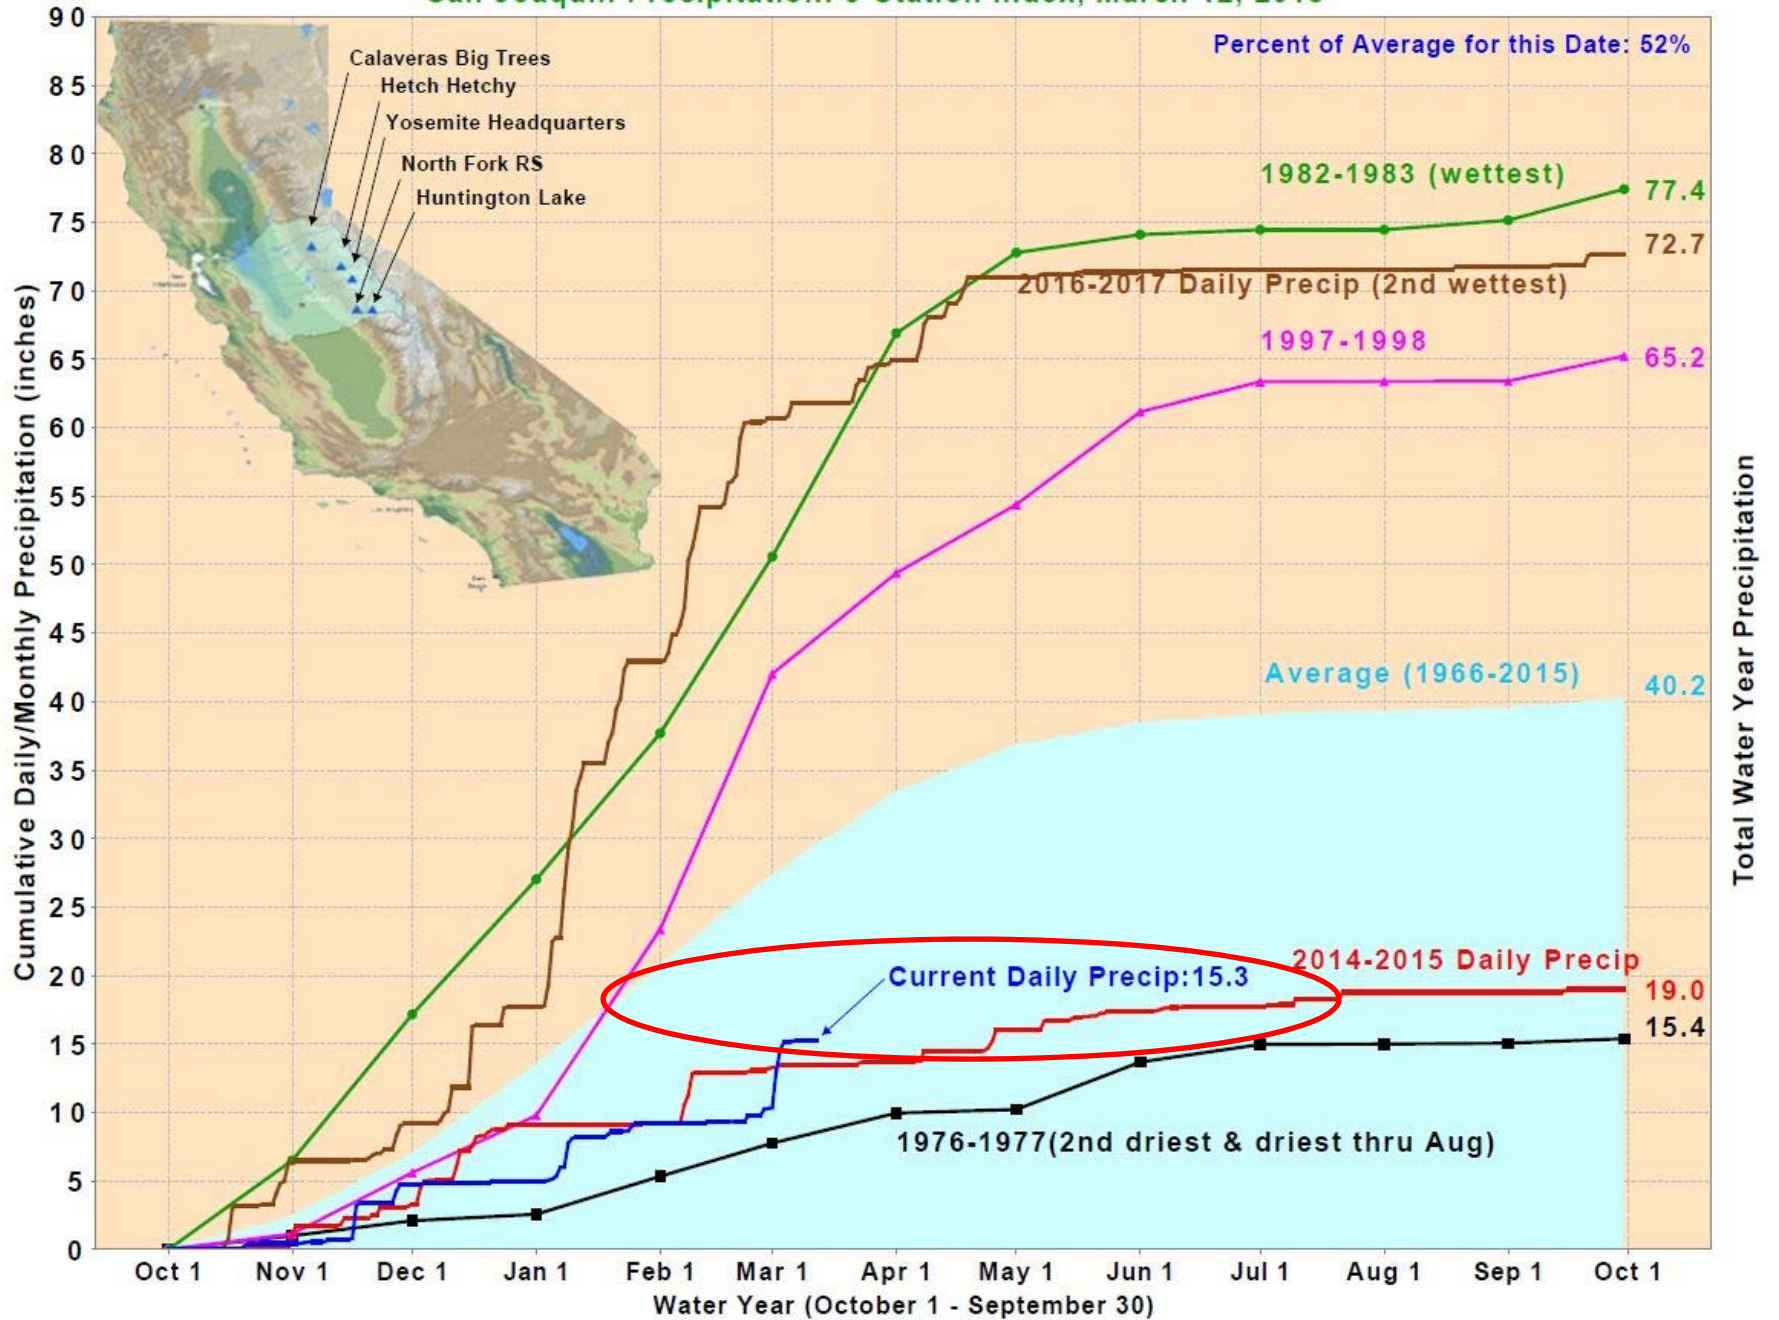 Percent of Average for this Date: 52%
Calaveras Big Trees
Hetch Hetchy
Yosemite Headquarters
North Fork RS
Huntington Lake
1982-1983 (wettest)
77.4
72.7
2016-2017 Daily Precip (2nd wettest)
1997-1998
65.2
Average (1966-2015)
40.2
Current Daily Precip:15.3
2014-2015 Daily Precip
19.0
15.4
1976-1977(2nd driest & driest thru Aug)
90
85
80
75
70
65
60
55
50
45
40
35
30
25
20
15
10
5
0
Cumulative Daily/Monthly Precipitation (inches)
Total Water Year Precipitation
Oct 1 Nov 1 Dec 1 Jan 1 Feb 1 Mar 1 Apr 1 May 1 Jun 1 Jul 1 Aug 1 Sep 1 Oct 1
Water Year (October 1 - September 30)